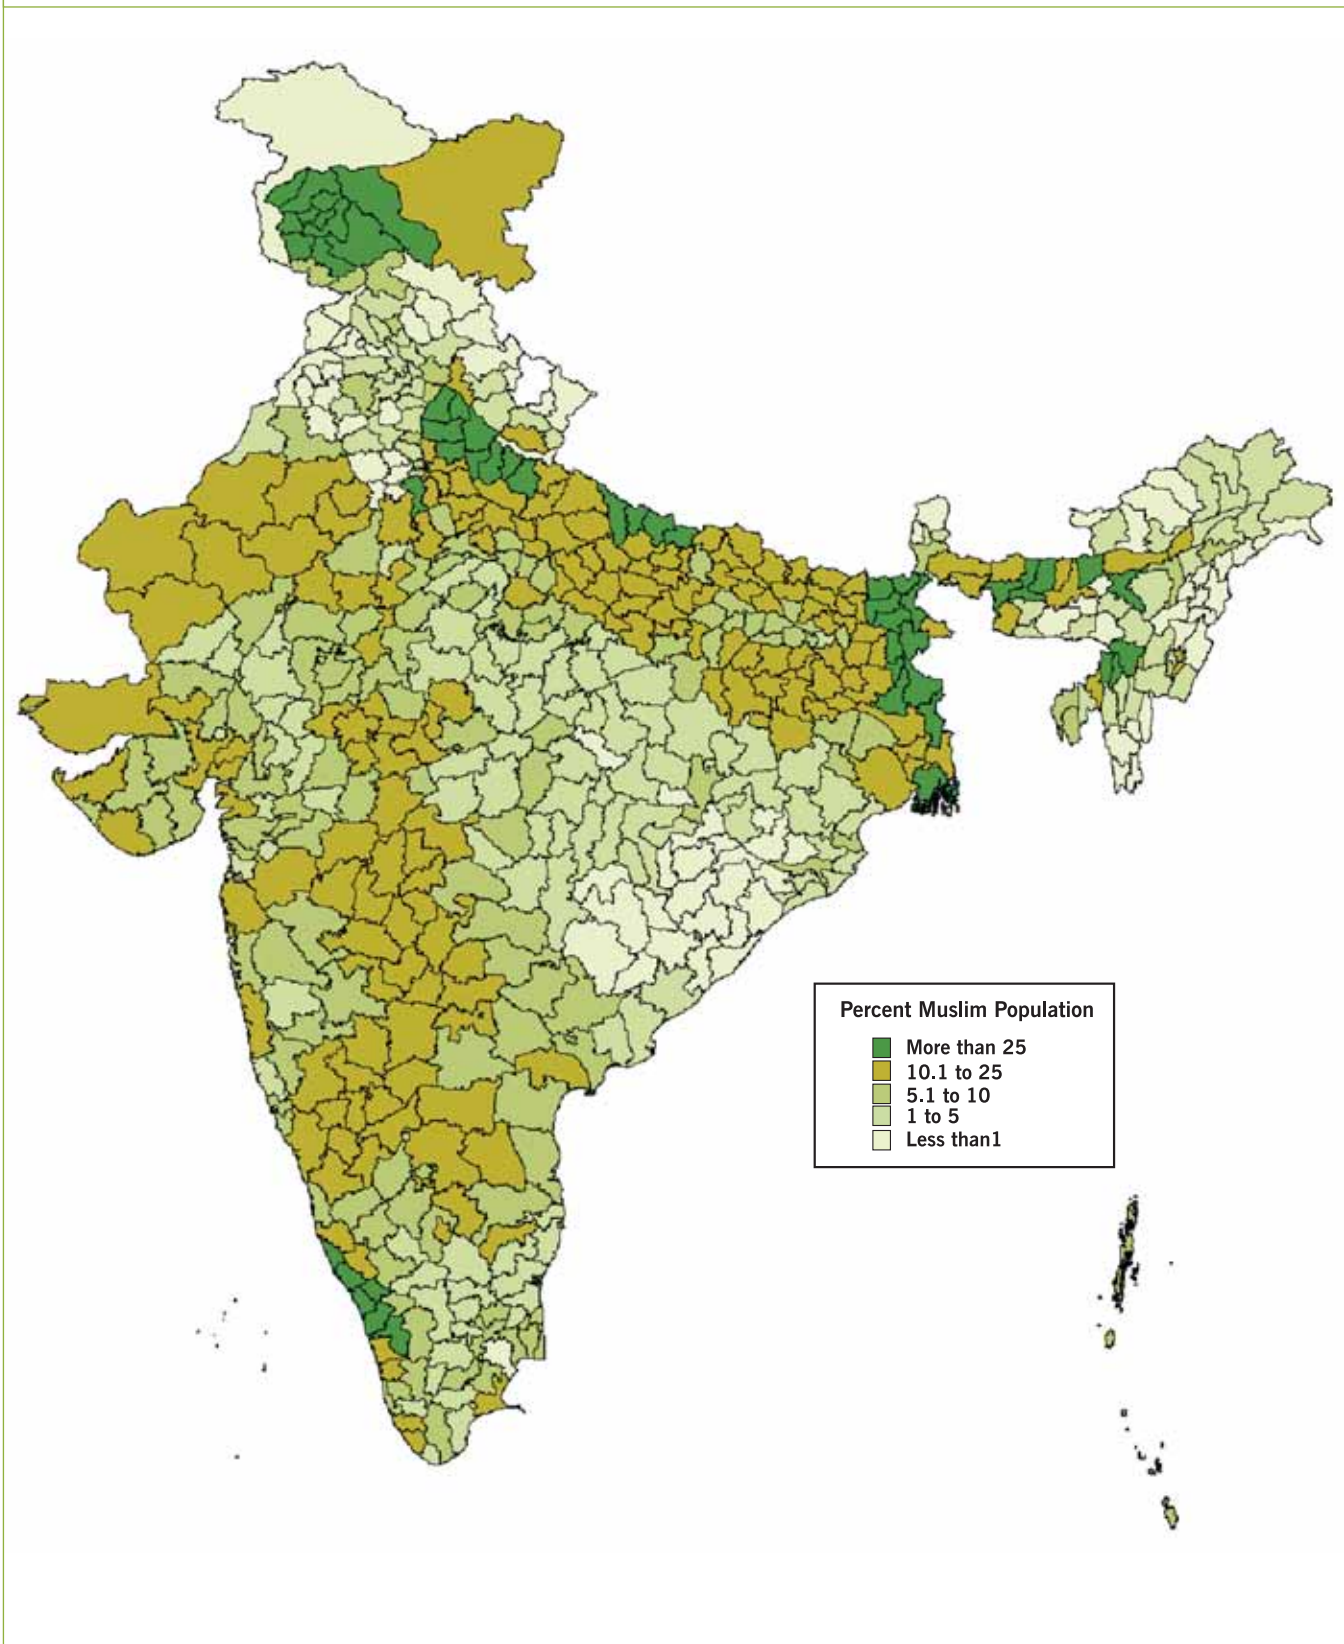 Percent Muslim Population
More than 25
10.1 to 25
5.1 to 10
1 to 5
Less than1